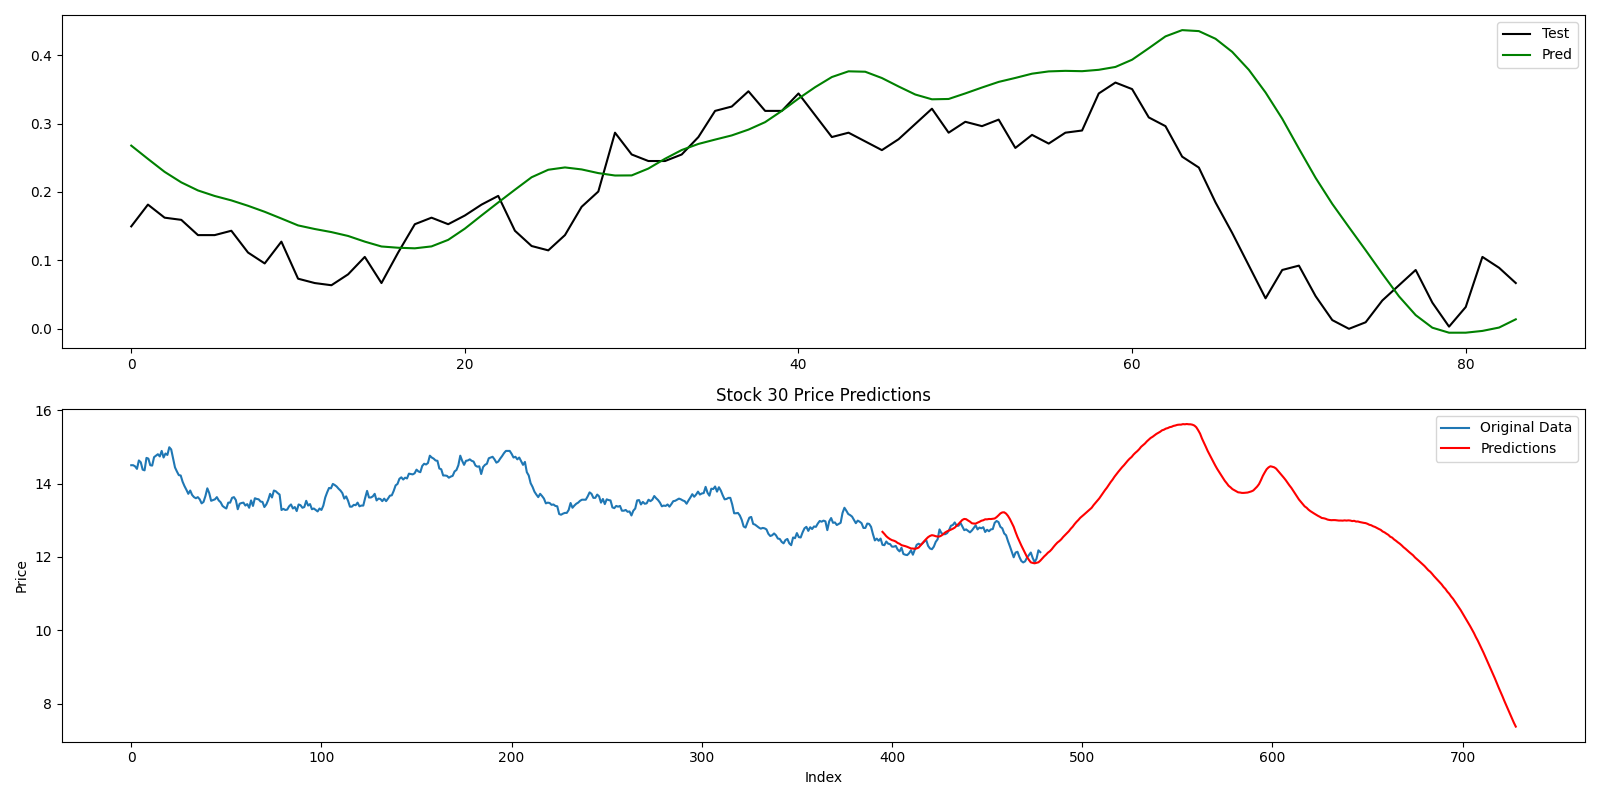 Test
Pred
0.4
0.3
0.2
0.1
0.0
0 20 40 60 80
Stock 30 Price Predictions
Original Data
Predictions
16
14
12
10
8
Price
0 100 200 300 400 500 600 700
Index